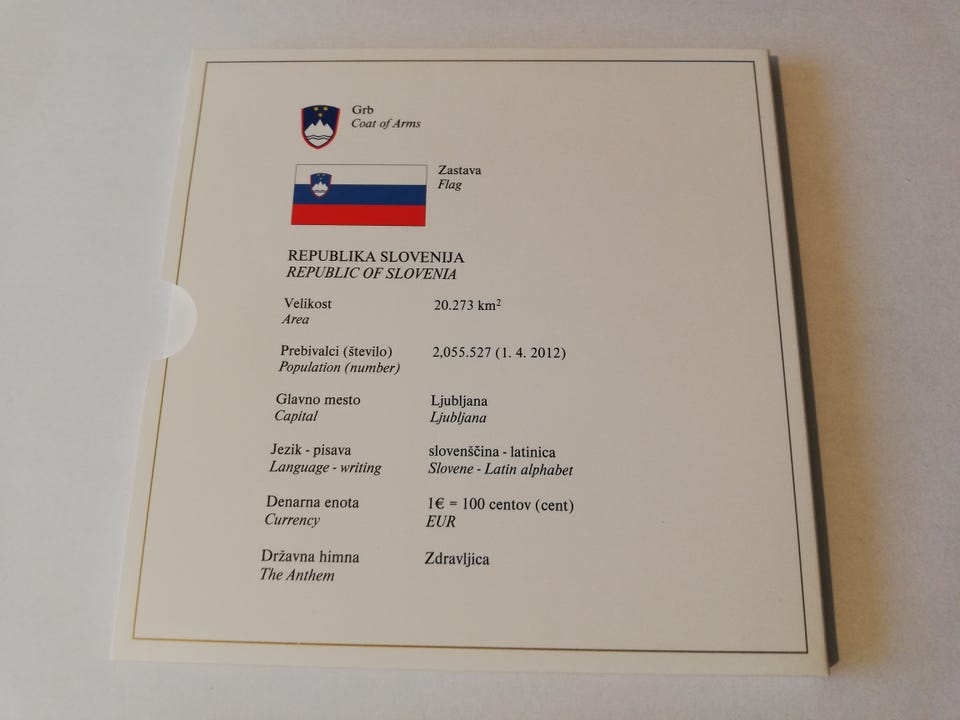 Grb
Coat of Arms
Zastava
Flag
REPUBLIKA SLOVENIJA
REPUBLIC OF SLOVENIA
Velikost 20.273 km²
Area
Prebivalci (število) 2,055.527 (1. 4. 2012)
Population (number)
Glavno mesto Ljubljana
Capital Ljubljana
Jezik - pisava slovenščina - latinica
Language - writing Slovene - Latin alphabet
Denarna enota 1€ = 100 centov (cent)
Currency EUR
Državna himna Zdravljica
The Anthem